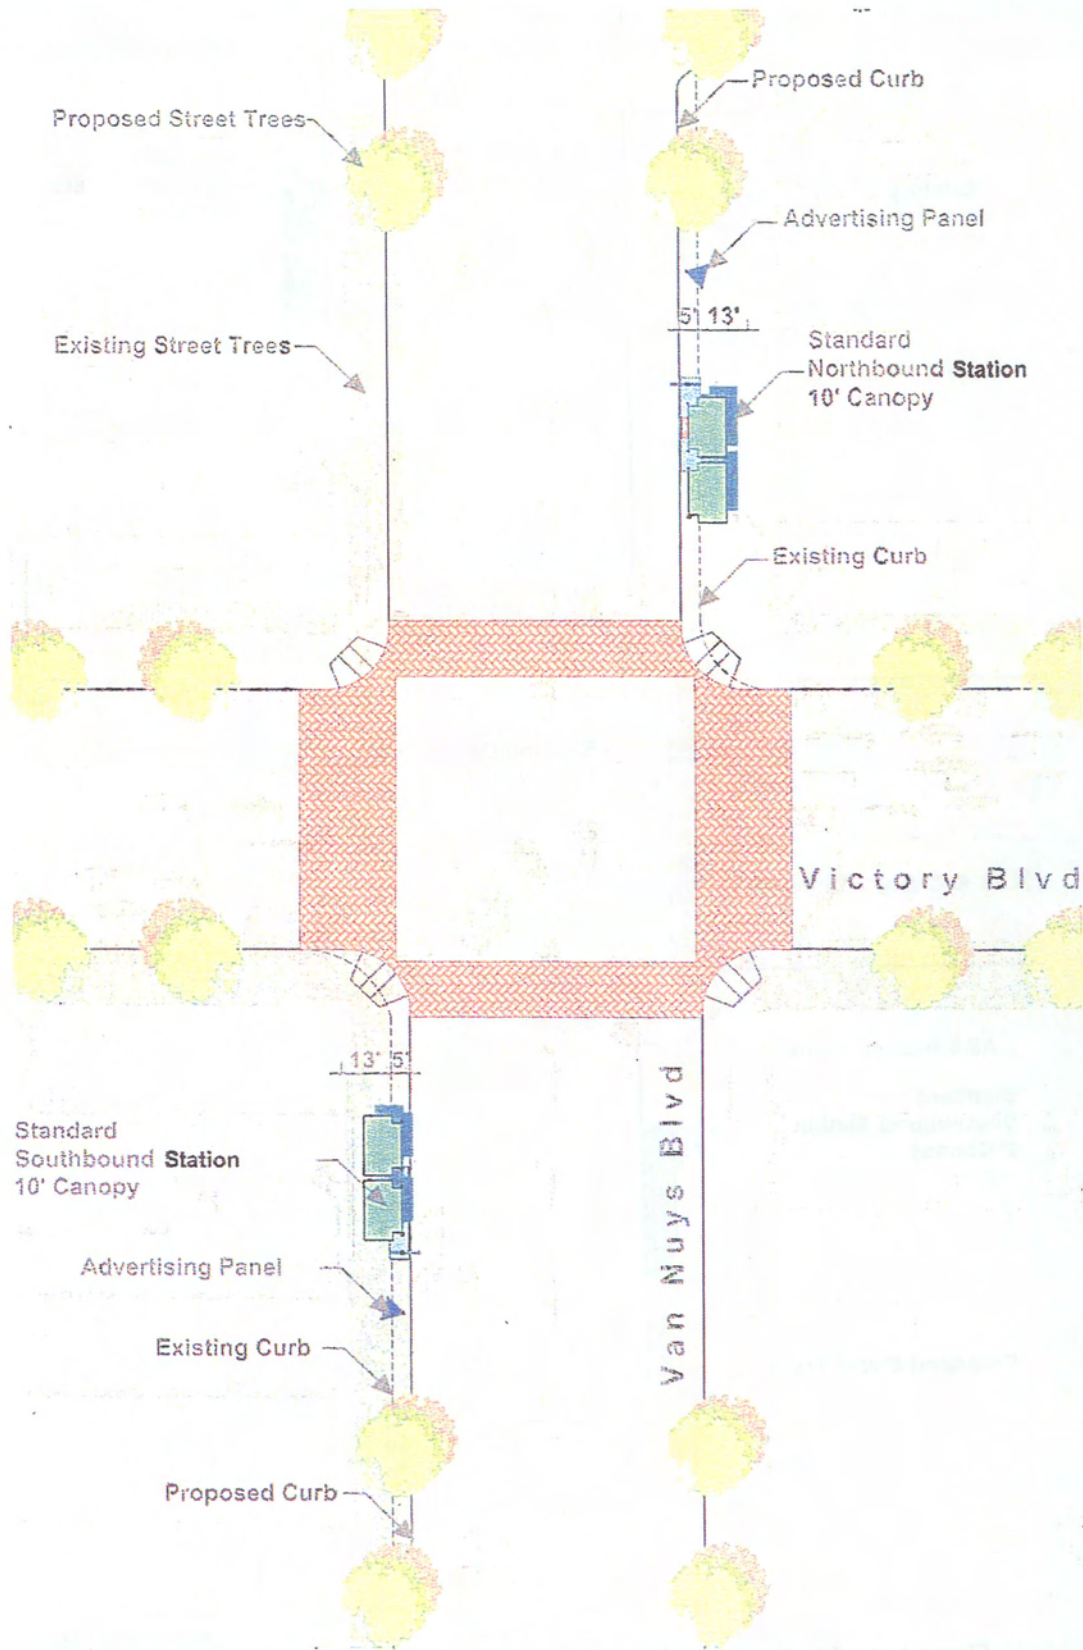 Proposed Curb
Proposed Street Trees
Advertising Panel
5' 13'
Existing Street Trees
Standard
Northbound Station
10' Canopy
Existing Curb
Victory Blvd
13' 5'
Van Nuys Blvd
Standard
Southbound Station
10' Canopy
Advertising Panel
Existing Curb
Proposed Curb